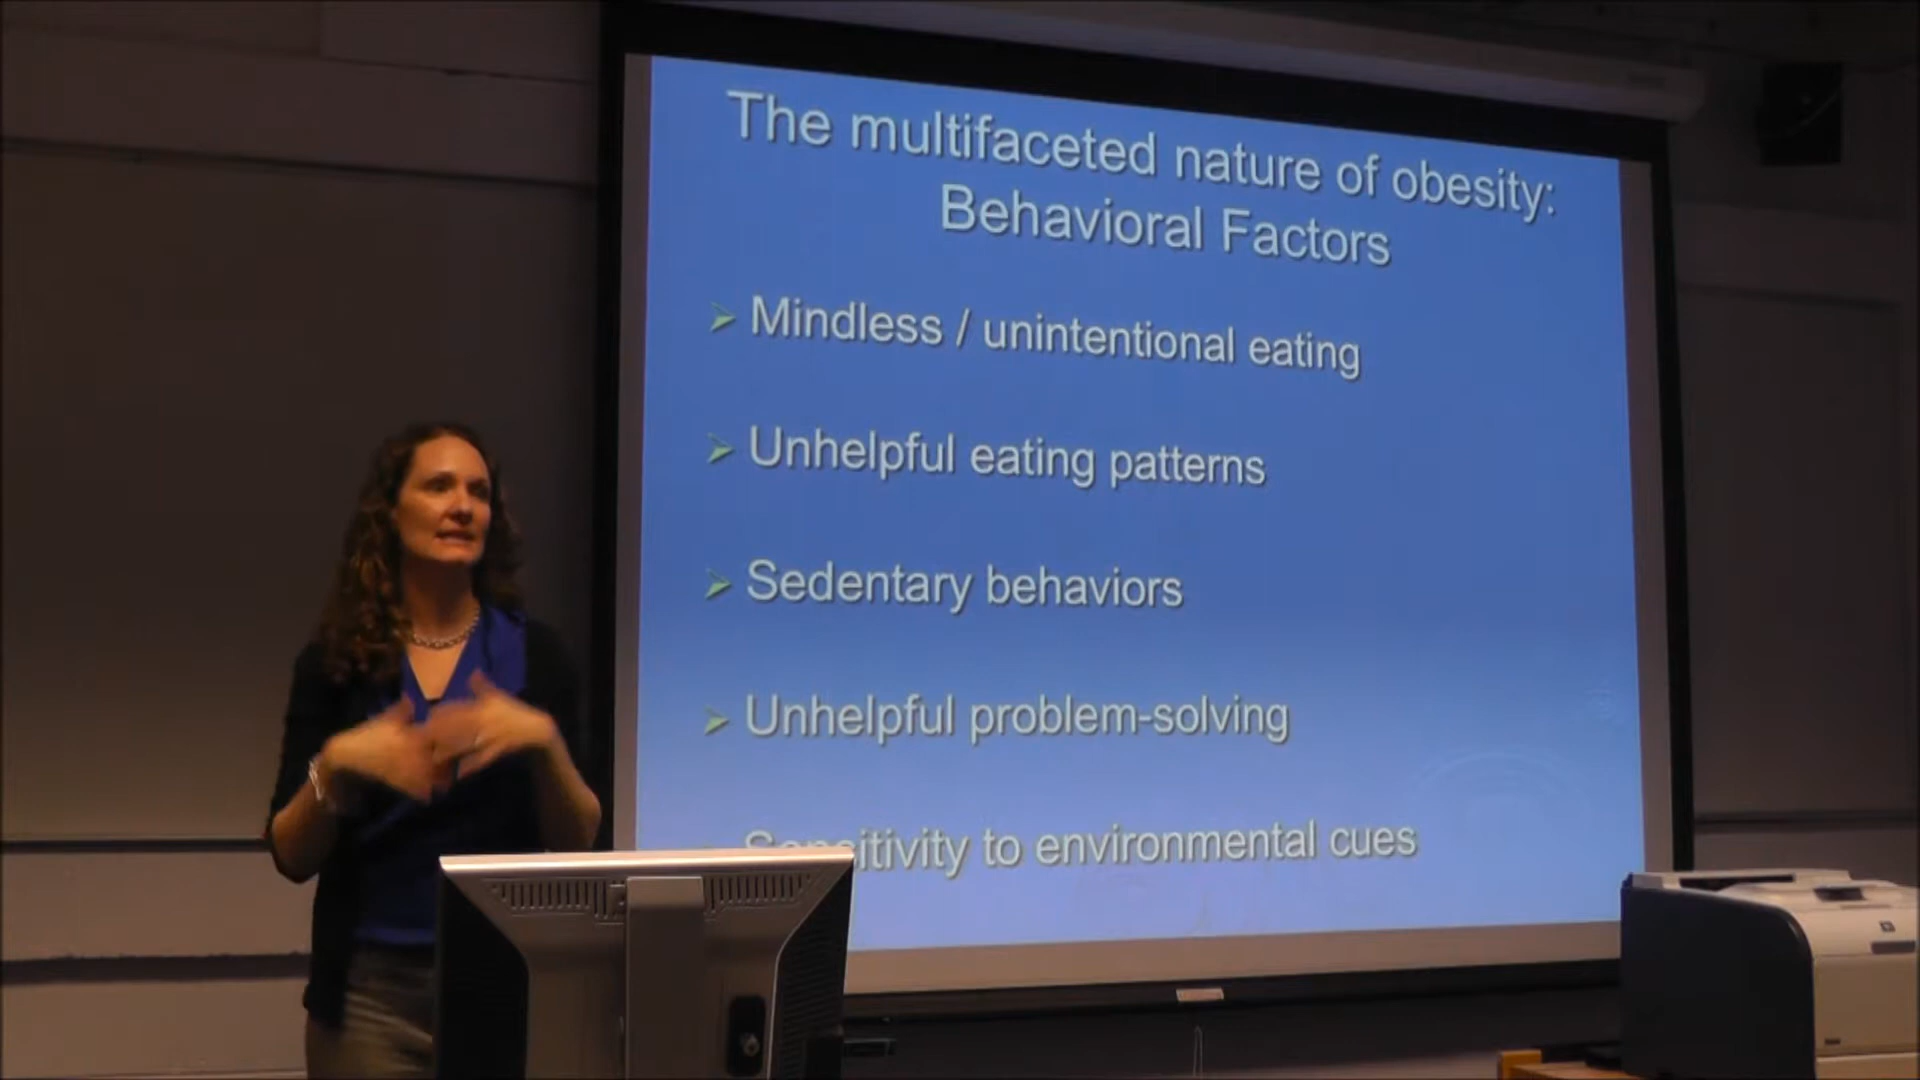 The multifaceted nature of obesity:
Behavioral Factors
Mindless / unintentional eating
Unhelpful eating patterns
Sedentary behaviors
Unhelpful problem-solving
Sensitivity to environmental cues